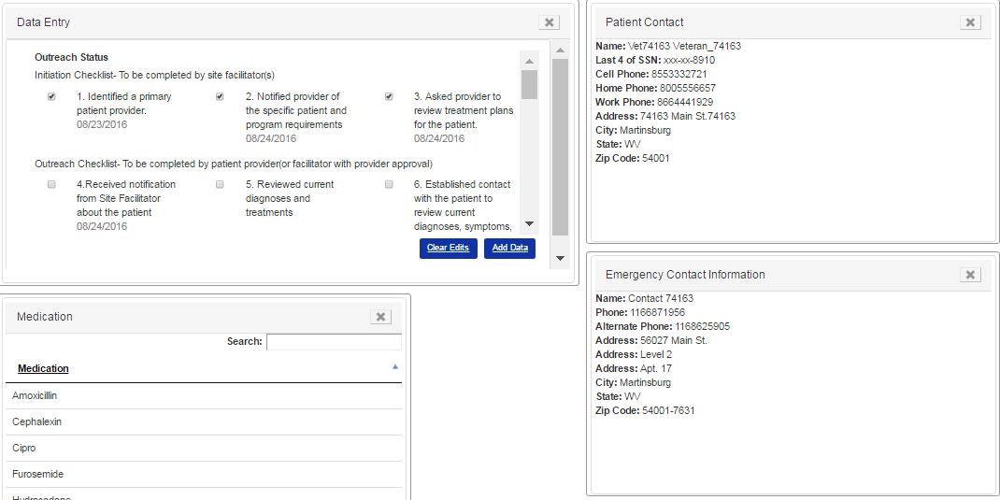 Data Entry
Outreach Status
Initiation Checklist- To be completed by site facilitator(s)
1. Identified a primary
patient provider.
08/23/2016
2. Notified provider of
the specific patient and
program requirements
08/24/2016
3. Asked provider to
review treatment plans
for the patient.
08/24/2016
Outreach Checklist- To be completed by patient provider(or facilitator with provider approval)
4.Received notification
from Site Facilitator
about the patient
08/24/2016
5. Reviewed current
diagnoses and
treatments
6. Established contact
with the patient to
review current
diagnoses, symptoms,
Clear Edits
Add Data
Medication
Search:
Medication
Amoxicillin
Cephalexin
Cipro
Furosemide
Hydrocodone
Patient Contact
Name: Vet74163 Veteran_74163
Last 4 of SSN: xxx-xx-8910
Cell Phone: 8553332721
Home Phone: 8005556657
Work Phone: 8664441929
Address: 74163 Main St.74163
City: Martinsburg
State: WV
Zip Code: 54001
Emergency Contact Information
Name: Contact 74163
Phone: 1166871956
Alternate Phone: 1168625905
Address: 56027 Main St.
Address: Level 2
Address: Apt. 17
City: Martinsburg
State: WV
Zip Code: 54001-7631